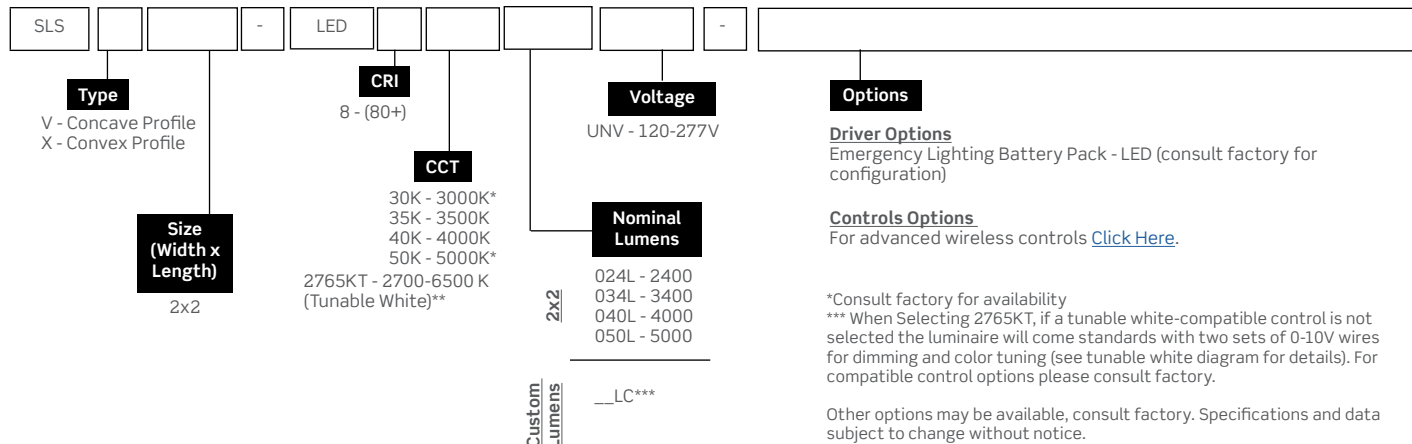 SLS - LED -
Type
V - Concave Profile
X - Convex Profile
Size
(Width x
Length)
2x2
CRI
8 - (80+)
CCT
30K - 3000K*
35K - 3500K
40K - 4000K
50K - 5000K*
2765KT - 2700-6500 K
(Tunable White)**
Nominal
Lumens
2x2
024L - 2400
034L - 3400
040L - 4000
050L - 5000
Custom
Lumens
__LC***
Voltage
UNV - 120-277V
Options
Driver Options
Emergency Lighting Battery Pack - LED (consult factory for
configuration)
Controls Options
For advanced wireless controls Click Here.
*Consult factory for availability
*** When Selecting 2765KT, if a tunable white-compatible control is not
selected the luminaire will come standards with two sets of 0-10V wires
for dimming and color tuning (see tunable white diagram for details). For
compatible control options please consult factory.
Other options may be available, consult factory. Specifications and data
subject to change without notice.